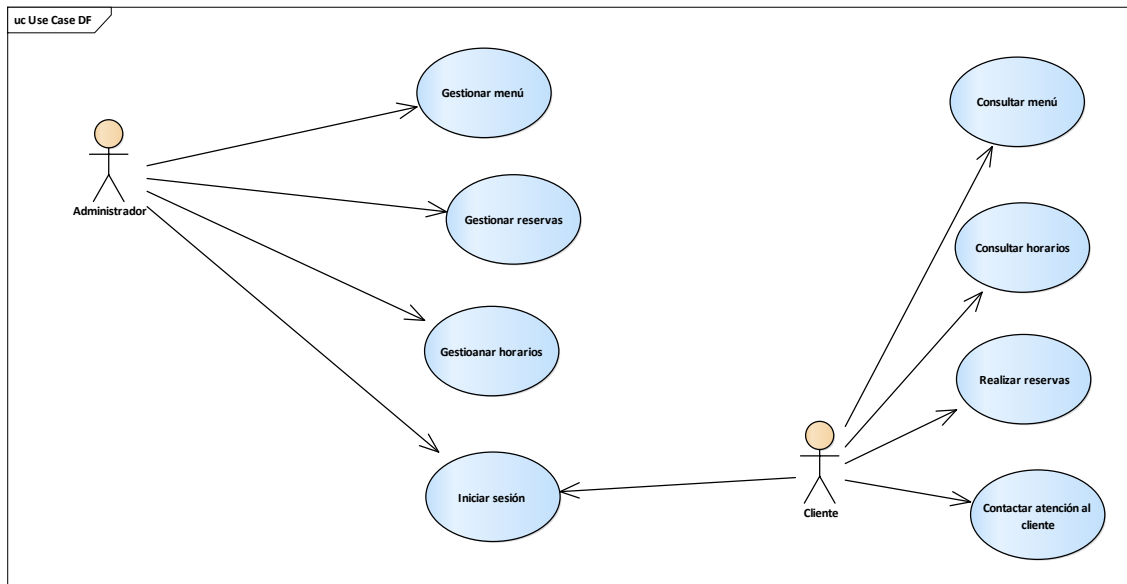 uc Use Case DF
Gestionar menú
Consultar menú
Administrador
Gestionar reservas
Consultar horarios
Gestioanar horarios
Realizar reservas
Iniciar sesión
Cliente
Contactar atención al
cliente